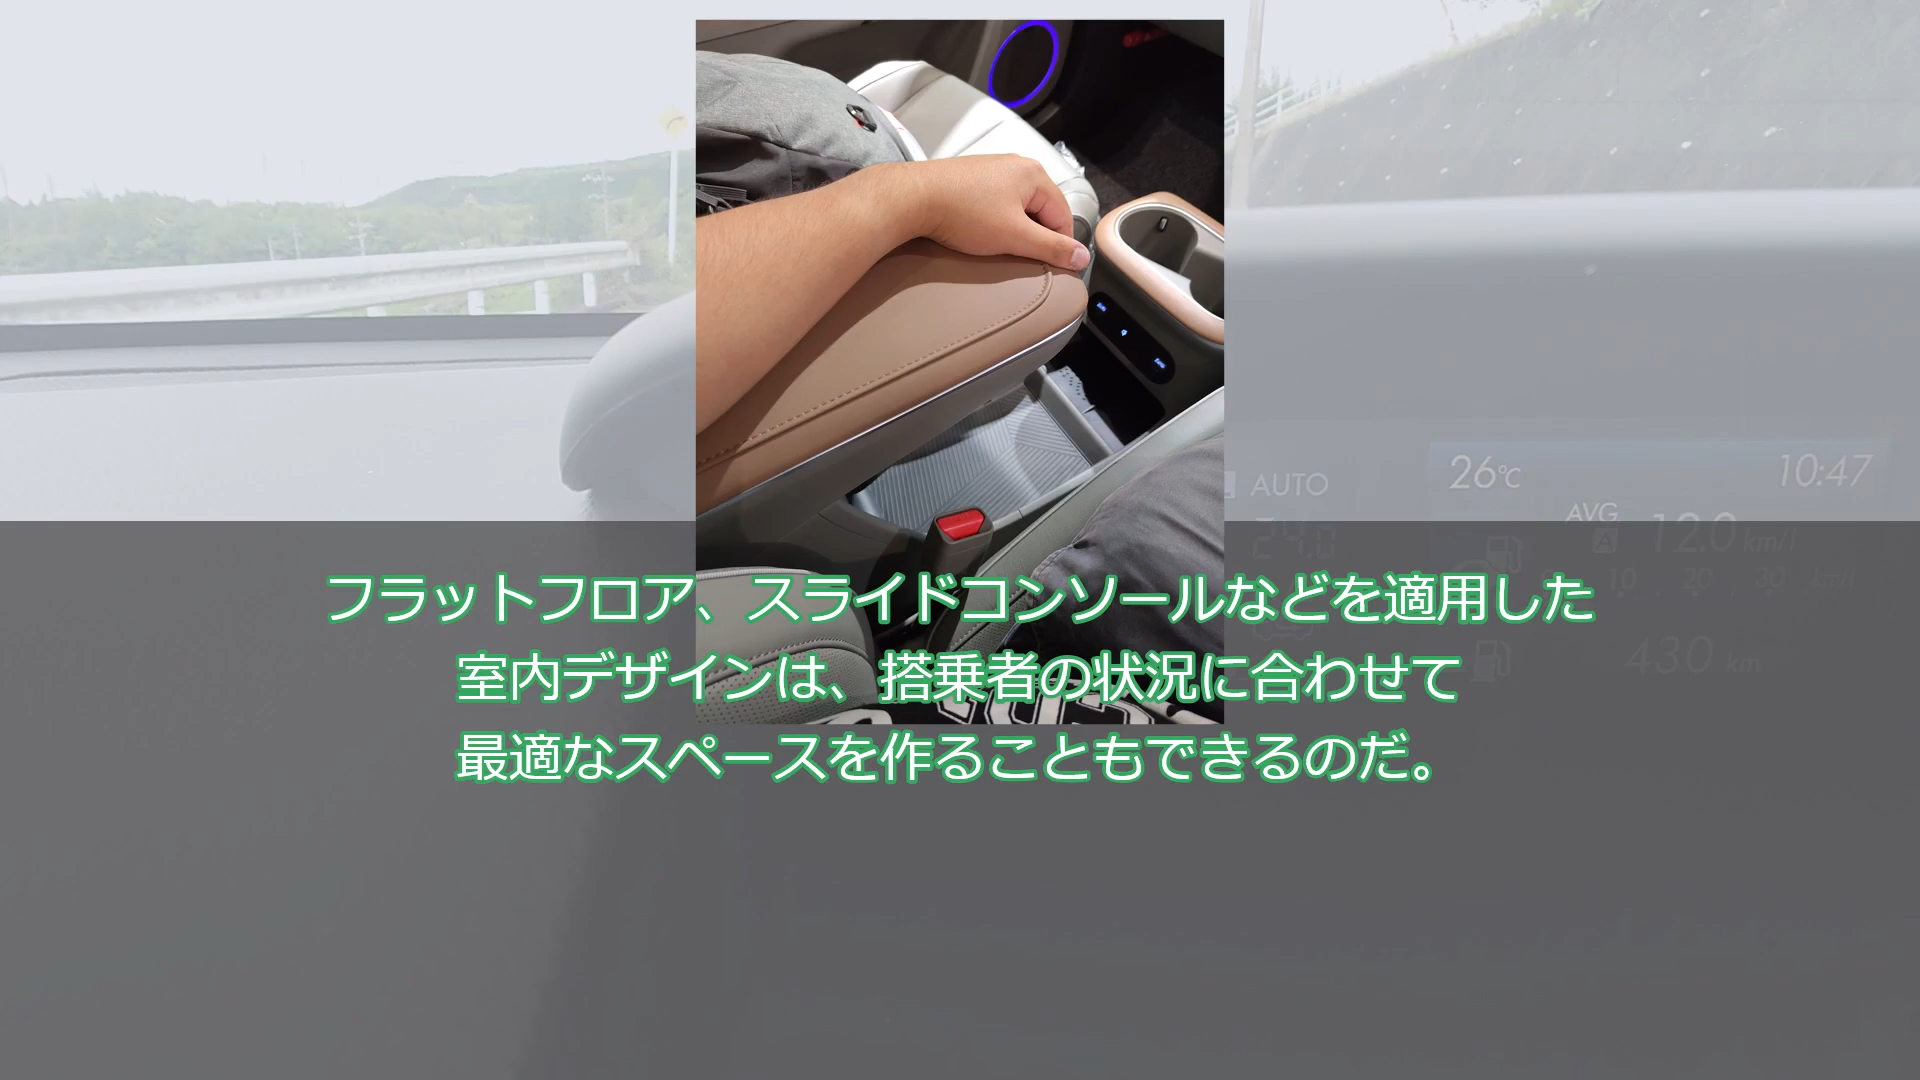 AUTO
26℃
10:47
AVG
12.0 km/l
24.0
430 km
フラットフロア、スライドコンソールなどを適用した
室内デザインは、搭乗者の状況に合わせて
最適なスペースを作ることもできるのだ。